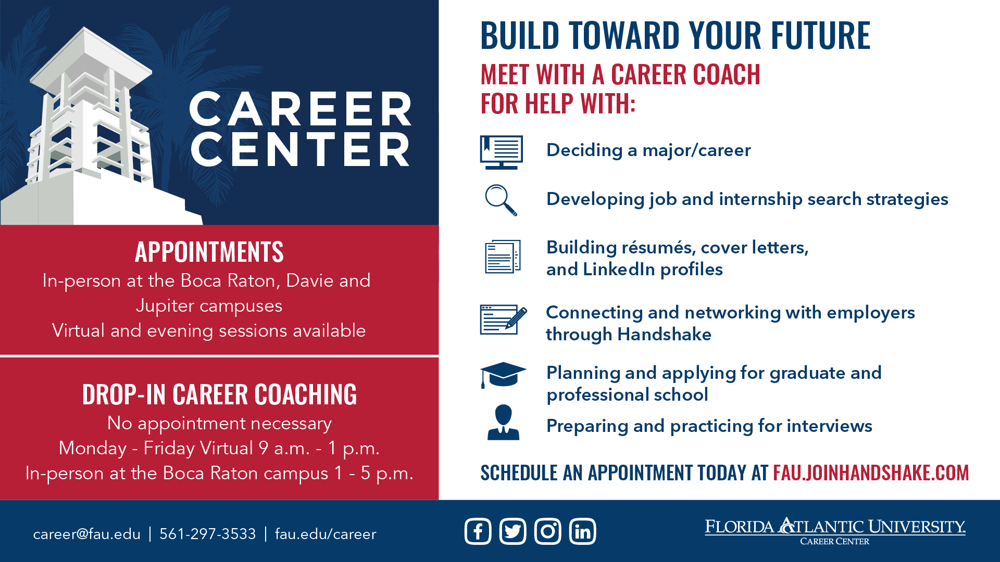 CAREER
CENTER
APPOINTMENTS
In-person at the Boca Raton, Davie and
Jupiter campuses
Virtual and evening sessions available
DROP-IN CAREER COACHING
No appointment necessary
Monday - Friday Virtual 9 a.m. - 1 p.m.
In-person at the Boca Raton campus 1 - 5 p.m.
BUILD TOWARD YOUR FUTURE
MEET WITH A CAREER COACH
FOR HELP WITH:
Deciding a major/career
Developing job and internship search strategies
Building résumés, cover letters,
and LinkedIn profiles
Connecting and networking with employers
through Handshake
Planning and applying for graduate and
professional school
Preparing and practicing for interviews
SCHEDULE AN APPOINTMENT TODAY AT FAU.JOINHANDSHAKE.COM
career@fau.edu | 561-297-3533 | fau.edu/career
FLORIDA ATLANTIC UNIVERSITY™
CAREER CENTER